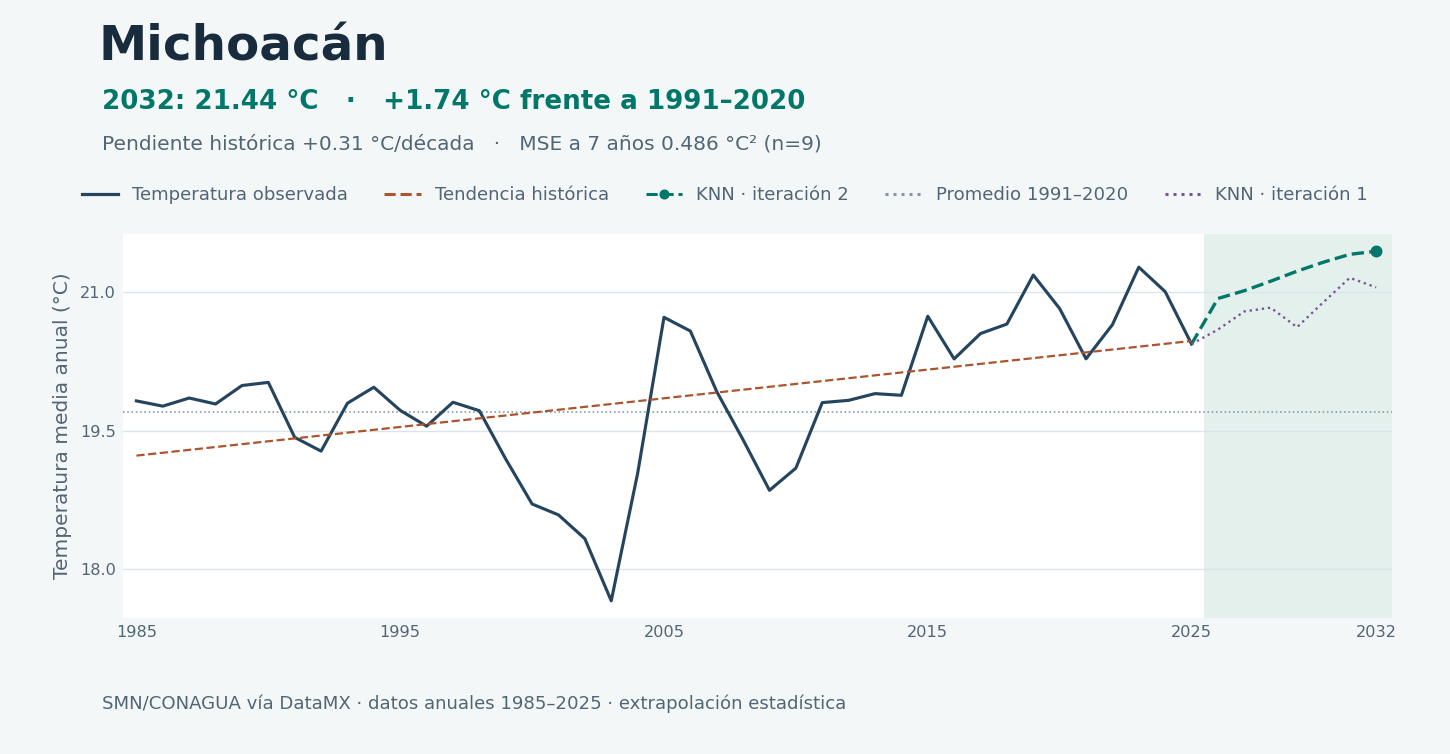 Michoacán
2032: 21.44 °C · +1.74 °C frente a 1991–2020
Pendiente histórica +0.31 °C/década · MSE a 7 años 0.486 °C² (n=9)
Temperatura observada Tendencia histórica KNN · iteración 2 Promedio 1991–2020 KNN · iteración 1
Temperatura media anual (°C)
21.0
19.5
18.0
1985 1995 2005 2015 2025 2032
SMN/CONAGUA vía DataMX · datos anuales 1985–2025 · extrapolación estadística